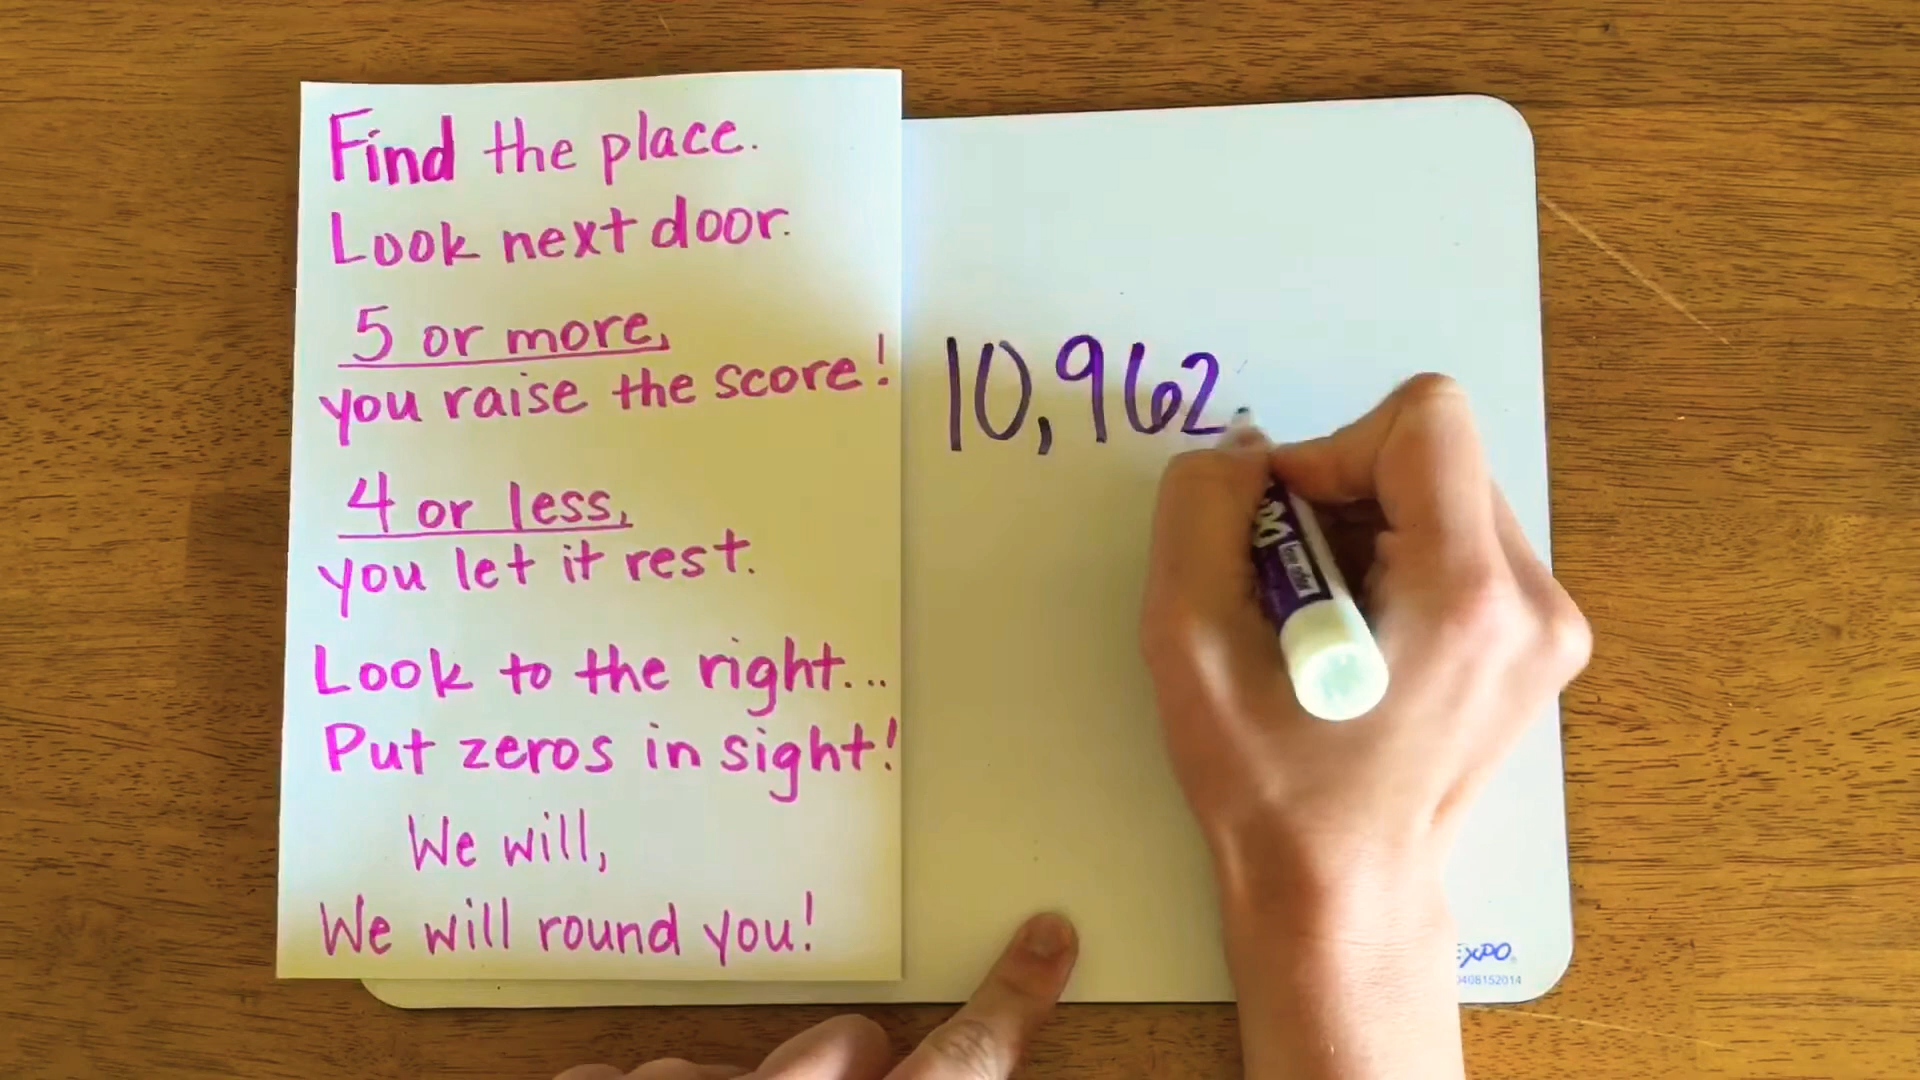 Find the place.
Look next door.
5 or more,
you raise the score!
4 or less,
you let it rest.
Look to the right...
Put zeros in sight!
We will,
We will round you!
10,962
EXPO
0408152014